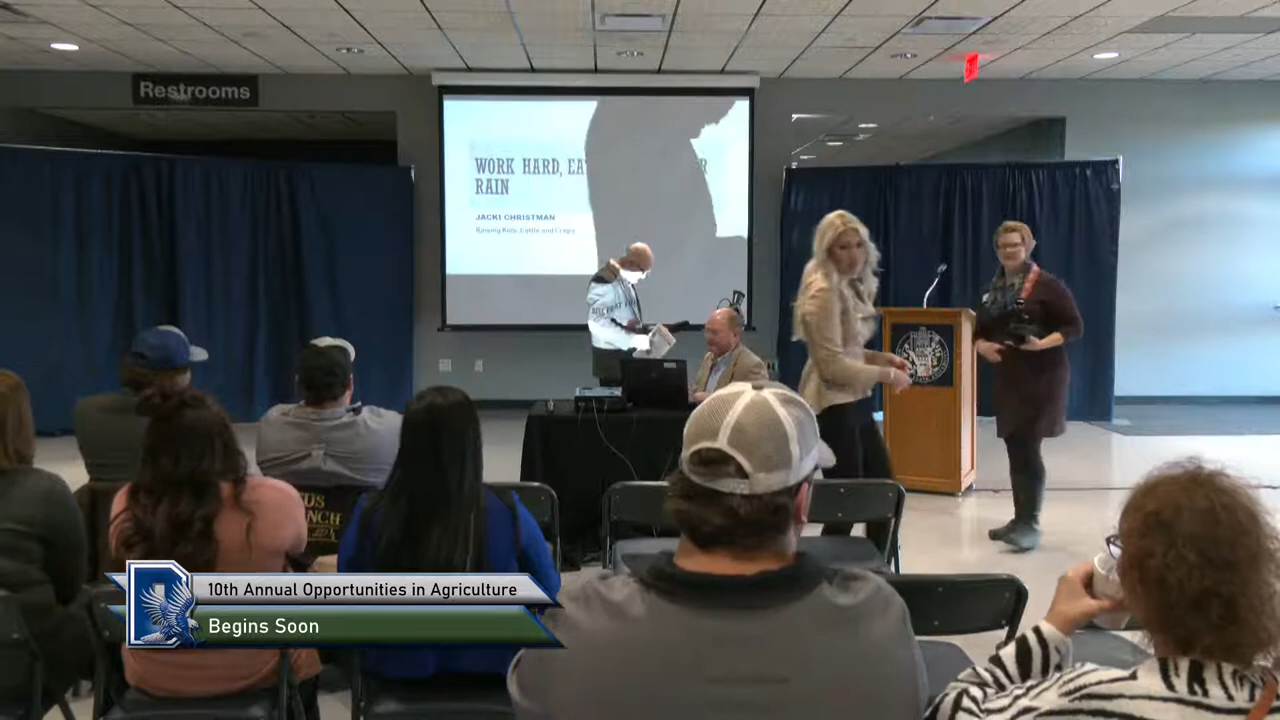 Restrooms
WORK HARD, EA
R
RAIN
JACKI CHRISTMAN
Raising Kids, Cattle and Crops
10th Annual Opportunities in Agriculture
Begins Soon